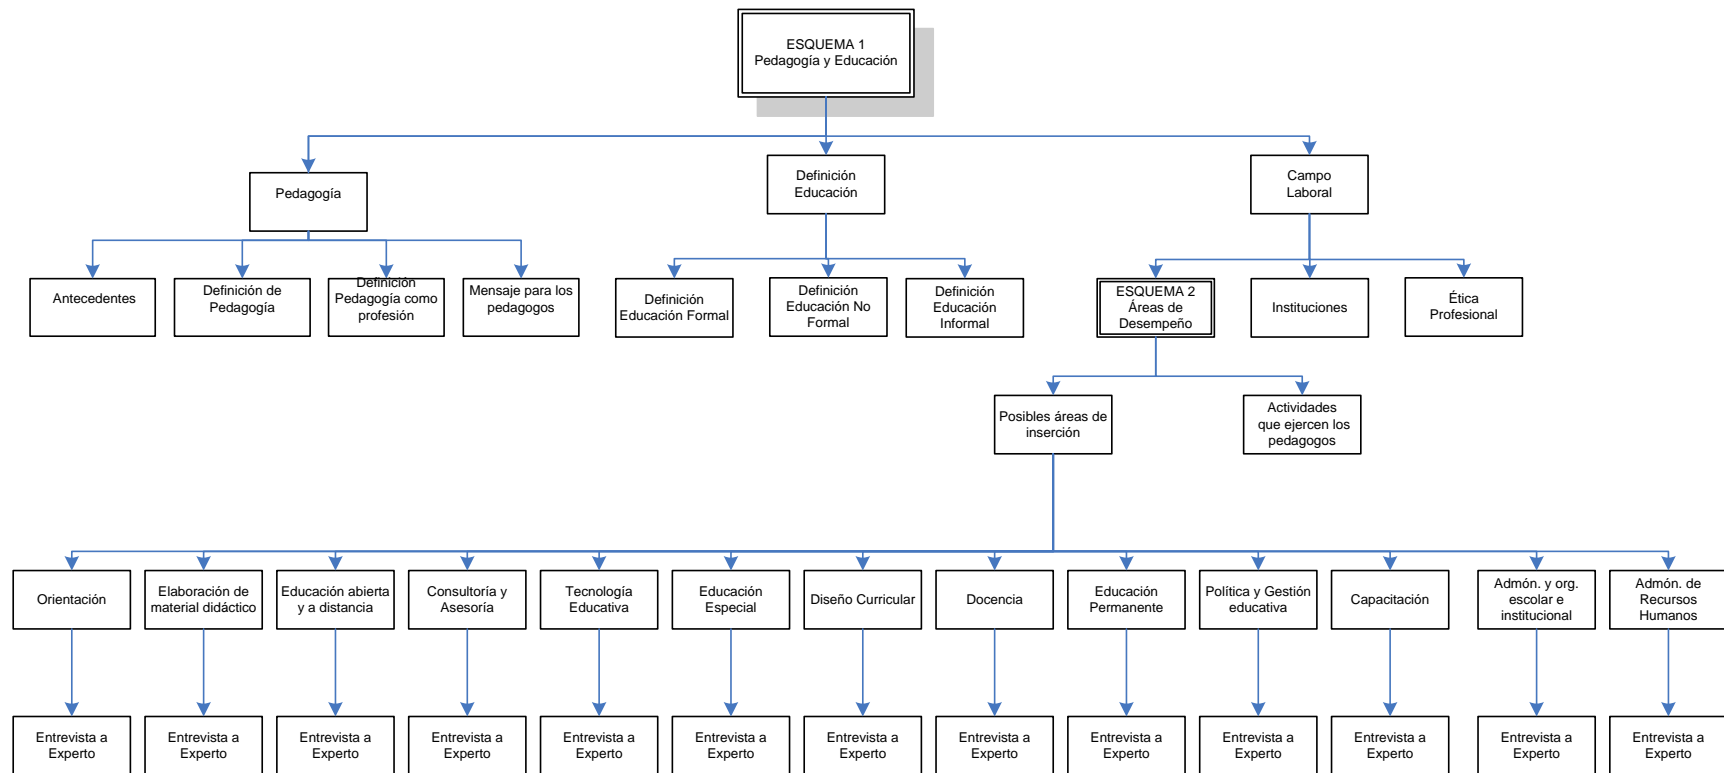 ESQUEMA 1
Pedagogía y Educación
Pedagogía
Definición
Educación
Campo
Laboral
Antecedentes
Definición de
Pedagogía
Definición
Pedagogía como
profesión
Mensaje para los
pedagogos
Definición
Educación Formal
Definición
Educación No
Formal
Definición
Educación
Informal
ESQUEMA 2
Áreas de
Desempeño
Instituciones
Ética
Profesional
Posibles áreas de
inserción
Actividades
que ejercen los
pedagogos
Orientación
Elaboración de
material didáctico
Educación abierta
y a distancia
Consultoría y
Asesoría
Tecnología
Educativa
Educación
Especial
Diseño Curricular
Docencia
Educación
Permanente
Política y Gestión
educativa
Capacitación
Admón. y org.
escolar e
institucional
Admón. de
Recursos
Humanos
Entrevista a
Experto
Entrevista a
Experto
Entrevista a
Experto
Entrevista a
Experto
Entrevista a
Experto
Entrevista a
Experto
Entrevista a
Experto
Entrevista a
Experto
Entrevista a
Experto
Entrevista a
Experto
Entrevista a
Experto
Entrevista a
Experto
Entrevista a
Experto